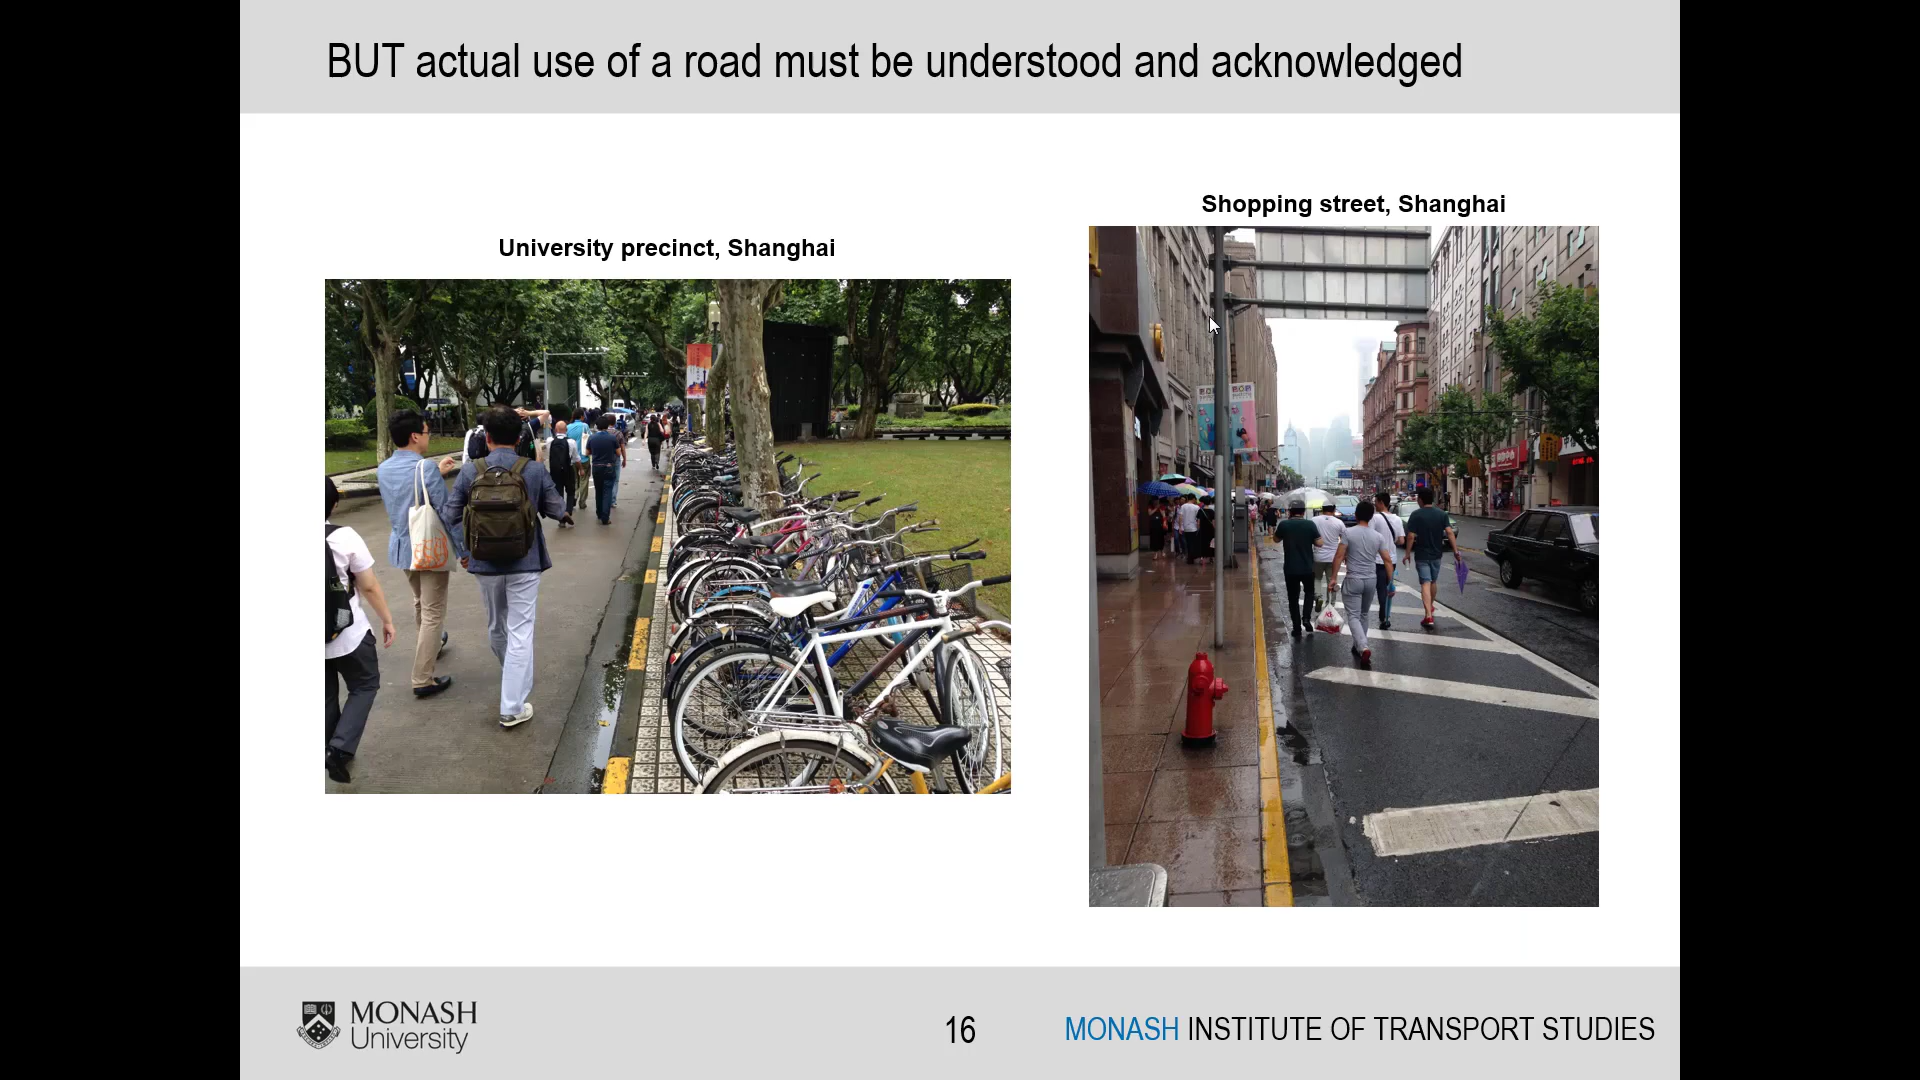 BUT actual use of a road must be understood and acknowledged
University precinct, Shanghai
Shopping street, Shanghai
MONASH
University
16
MONASH INSTITUTE OF TRANSPORT STUDIES